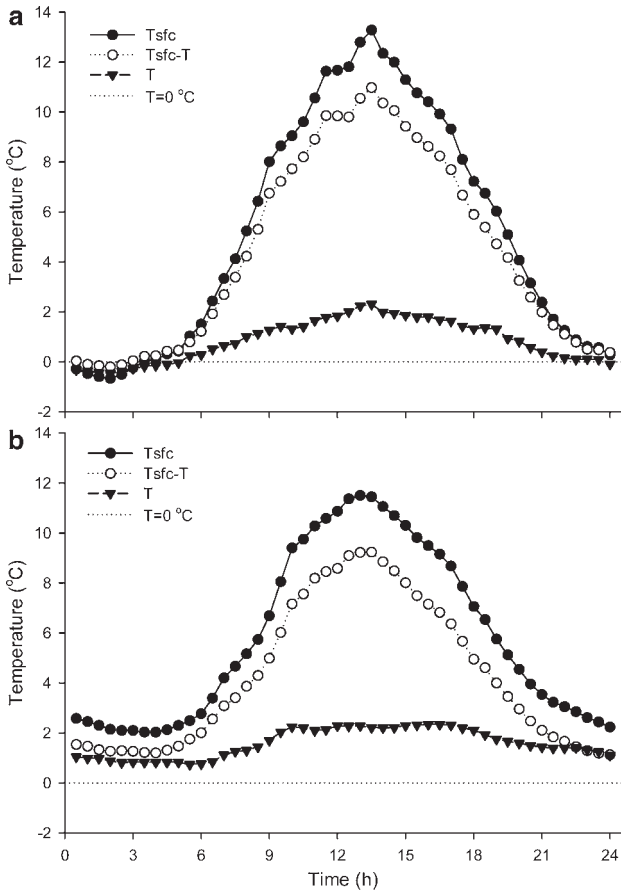 a
14
12
10
8
6
4
2
0
-2
Temperature (°C)
Tsfc
Tsfc-T
T
T=0 °C
b
14
12
10
8
6
4
2
0
-2
Temperature (°C)
Tsfc
Tsfc-T
T
T=0 °C
0 3 6 9 12 15 18 21 24
Time (h)